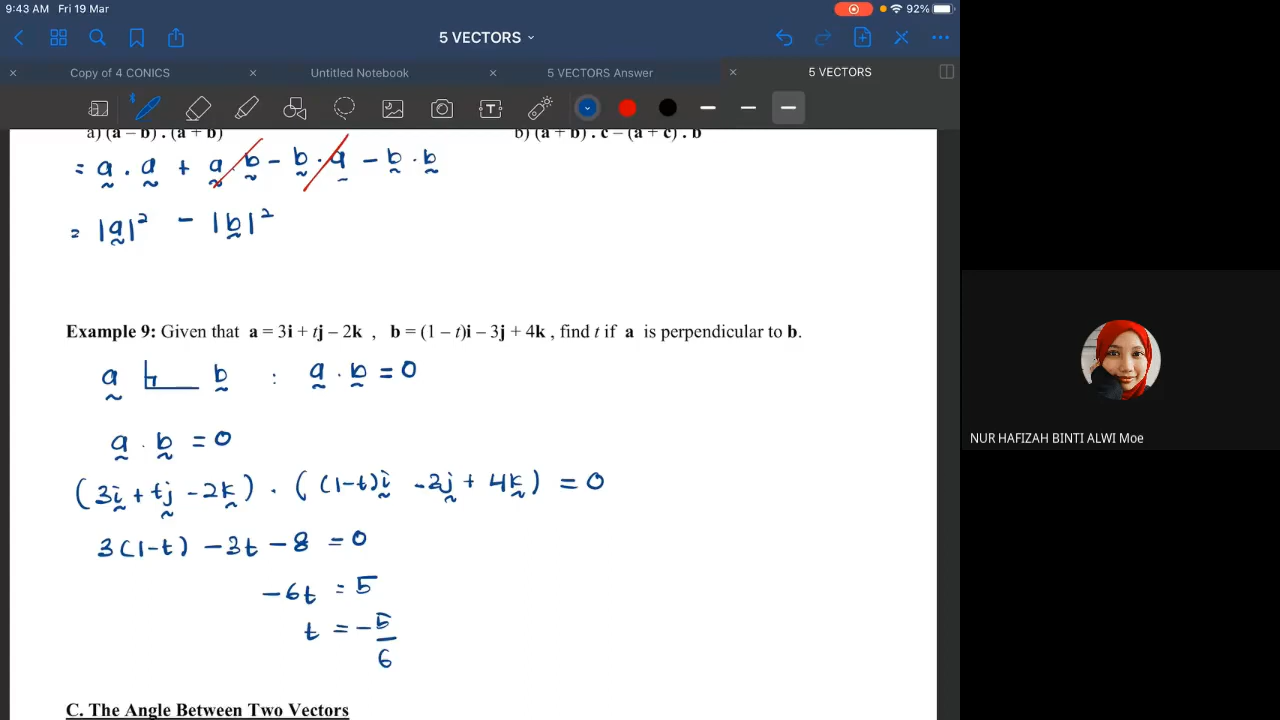 9:43 AM Fri 19 Mar 92%
5 VECTORS
Copy of 4 CONICS Untitled Notebook 5 VECTORS Answer 5 VECTORS
a) (a – b) . (a + b) b) (a + b) . c – (a + c) . b
= a . a + a . b - b . a - b . b
= |a|² - |b|²
Example 9: Given that a = 3i + tj – 2k , b = (1 – t)i – 3j + 4k , find t if a is perpendicular to b.
a b : a . b = 0
a . b = 0
(3i + tj - 2k) . ((1-t)i - 3j + 4k) = 0
3(1-t) - 3t - 8 = 0
-6t = 5
t = -5/6
C. The Angle Between Two Vectors
NUR HAFIZAH BINTI ALWI Moe